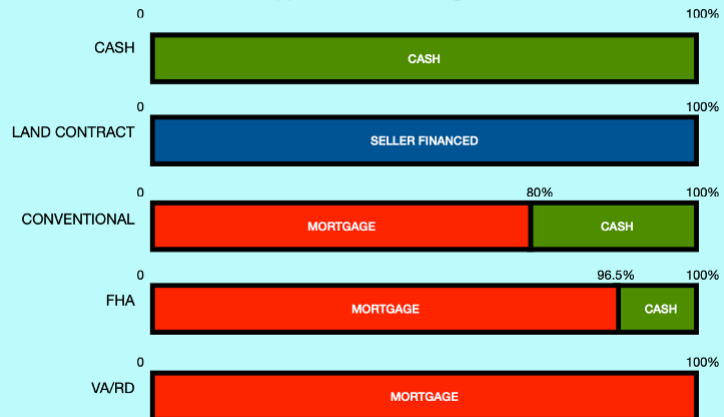 0 100%
CASH CASH
0 100%
LAND CONTRACT SELLER FINANCED
0 80% 100%
CONVENTIONAL MORTGAGE CASH
0 96.5% 100%
FHA MORTGAGE CASH
0 100%
VA/RD MORTGAGE